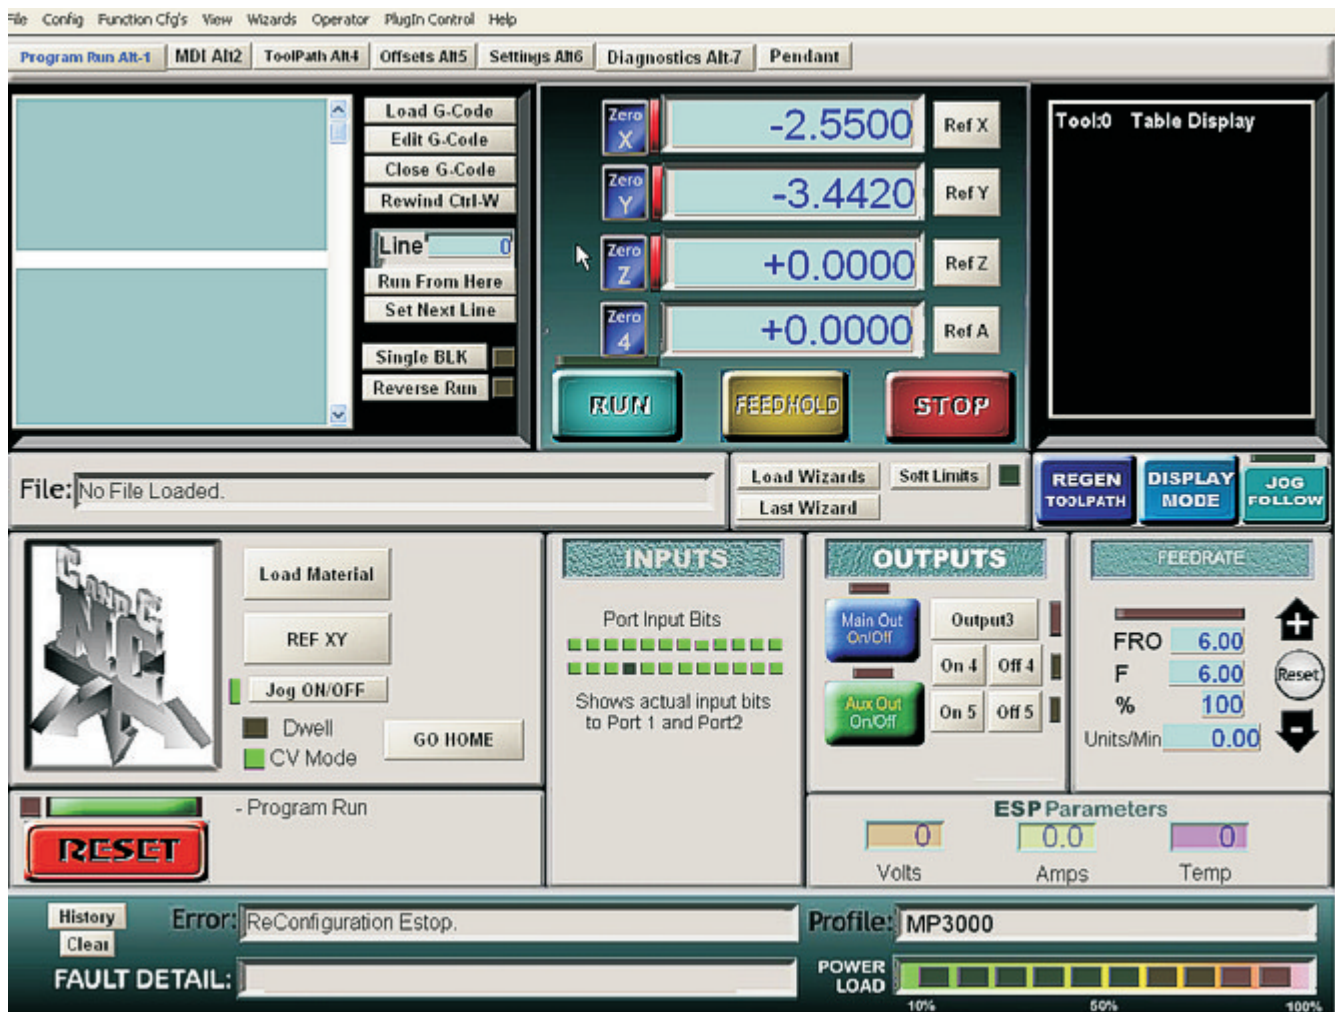 File Config Function Cfg's View Wizards Operator PlugIn Control Help
Program Run Alt-1 MDI Alt2 ToolPath Alt4 Offsets Alt5 Settings Alt6 Diagnostics Alt-7 Pendant
Load G-Code
Edit G-Code
Close G-Code
Rewind Ctrl-W
Line 0
Run From Here
Set Next Line
Single BLK
Reverse Run
Zero X -2.5500 Ref X
Zero Y -3.4420 Ref Y
Zero Z +0.0000 Ref Z
Zero 4 +0.0000 Ref A
RUN FEEDHOLD STOP
Tool:0 Table Display
File: No File Loaded.
Load Wizards Soft Limits
Last Wizard
REGEN TOOLPATH
DISPLAY MODE
JOG FOLLOW
C AND C
N.C
Load Material
REF XY
Jog ON/OFF
Dwell
CV Mode
GO HOME
INPUTS
Port Input Bits
Shows actual input bits
to Port 1 and Port2
OUTPUTS
Main Out
On/Off
Output3
On 4 Off 4
Aux Out
On/Off
On 5 Off 5
FEEDRATE
FRO 6.00
F 6.00
Reset
% 100
Units/Min 0.00
- Program Run
RESET
ESP Parameters
0 0.0 0
Volts Amps Temp
History
Clear
Error: ReConfiguration Estop.
Profile: MP3000
FAULT DETAIL:
POWER
LOAD
10% 50% 100%